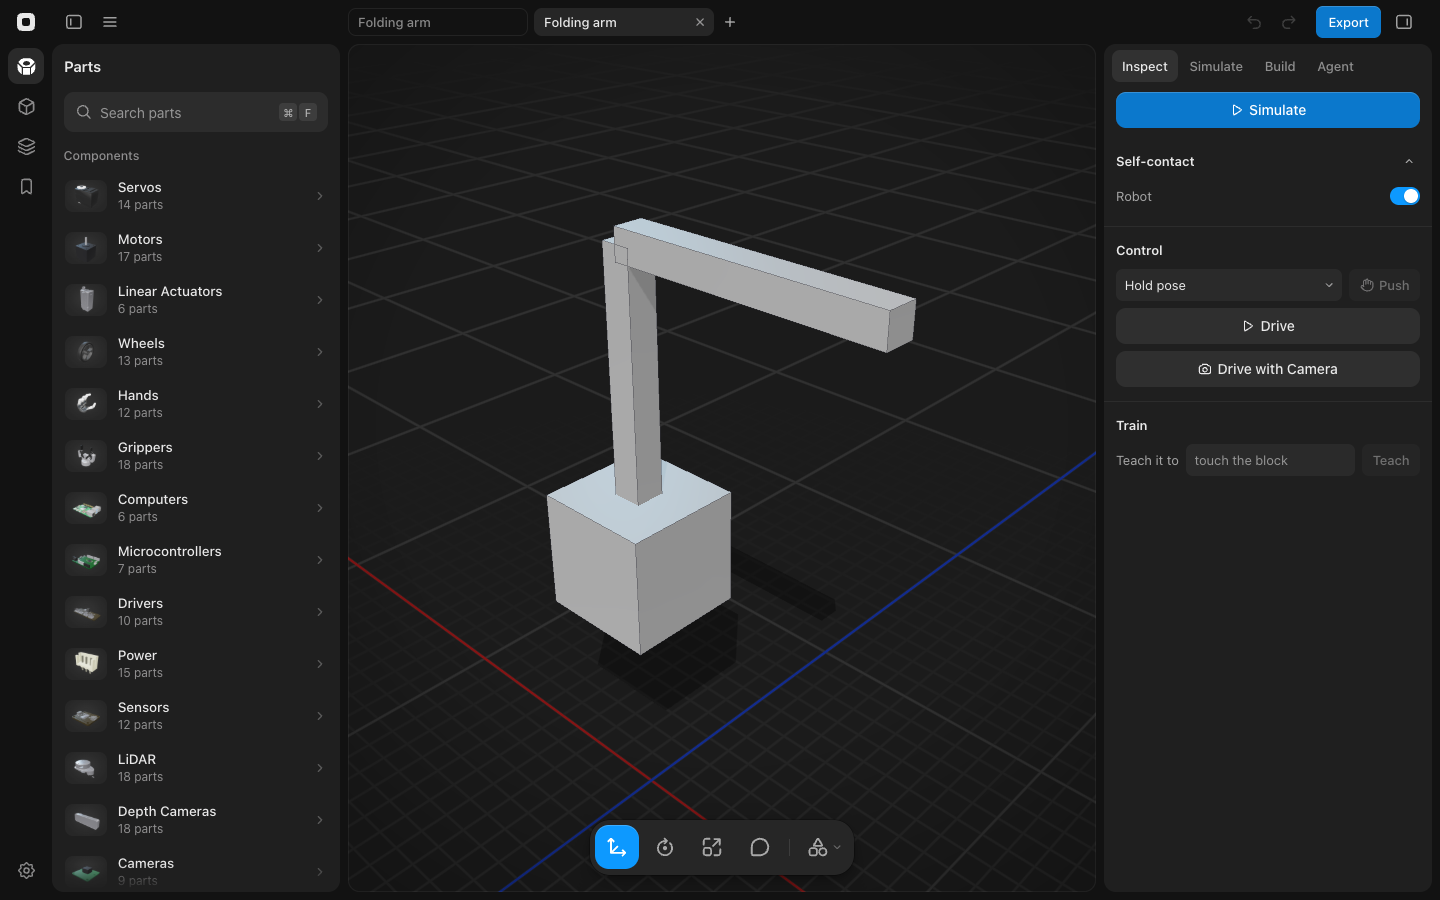 Folding arm
Folding arm
Export
Parts
Search parts
⌘ F
Components
Servos
14 parts
Motors
17 parts
Linear Actuators
6 parts
Wheels
13 parts
Hands
12 parts
Grippers
18 parts
Computers
6 parts
Microcontrollers
7 parts
Drivers
10 parts
Power
15 parts
Sensors
12 parts
LiDAR
18 parts
Depth Cameras
18 parts
Cameras
9 parts
Inspect Simulate Build Agent
Simulate
Self-contact
Robot
Control
Hold pose
Push
Drive
Drive with Camera
Train
Teach it to touch the block Teach